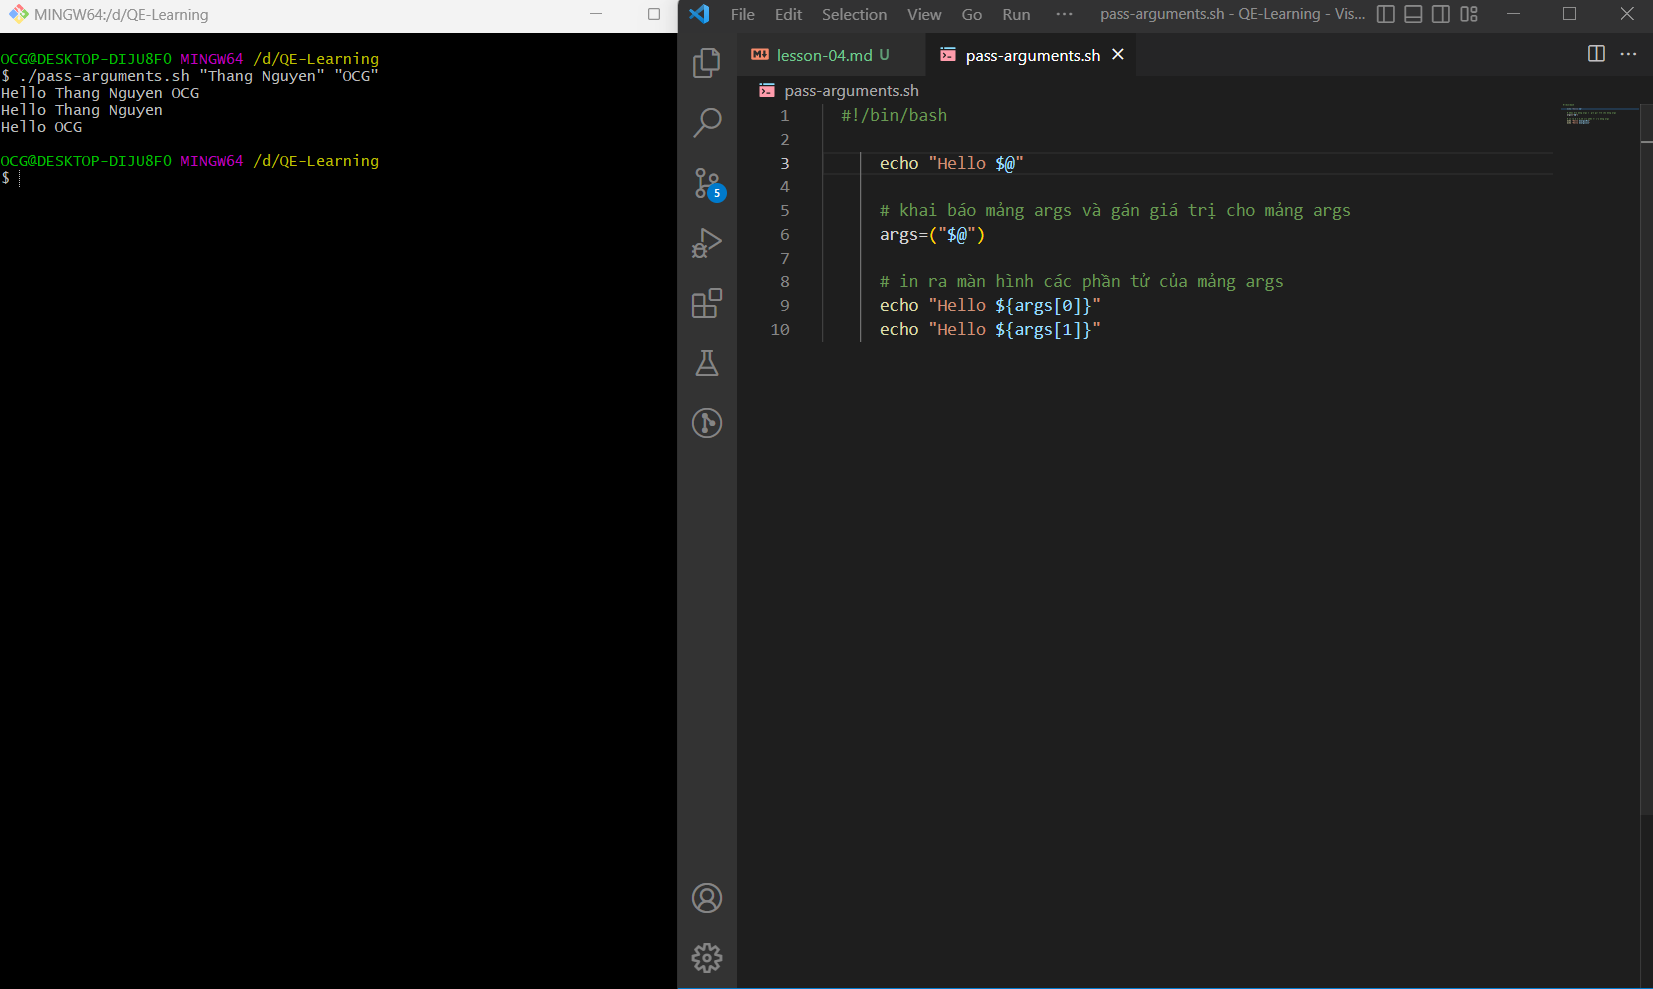 MINGW64:/d/QE-Learning
OCG@DESKTOP-DIJU8FO MINGW64 /d/QE-Learning
$ ./pass-arguments.sh "Thang Nguyen" "OCG"
Hello Thang Nguyen OCG
Hello Thang Nguyen
Hello OCG
OCG@DESKTOP-DIJU8FO MINGW64 /d/QE-Learning
$
File Edit Selection View Go Run ··· pass-arguments.sh - QE-Learning - Vis...
lesson-04.md U pass-arguments.sh
pass-arguments.sh
1 #!/bin/bash
2
3 echo "Hello $@"
4
5 # khai báo mảng args và gán giá trị cho mảng args
6 args=("$@")
7
8 # in ra màn hình các phần tử của mảng args
9 echo "Hello ${args[0]}"
10 echo "Hello ${args[1]}"
5